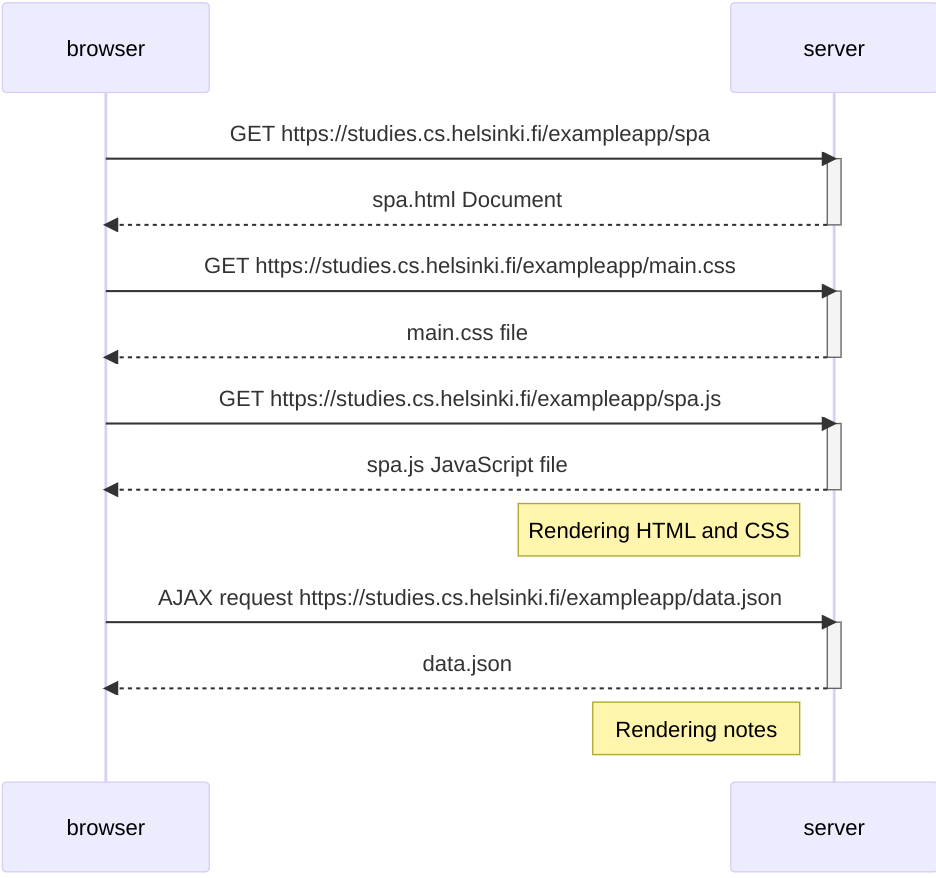 browser
server
GET https://studies.cs.helsinki.fi/exampleapp/spa
spa.html Document
GET https://studies.cs.helsinki.fi/exampleapp/main.css
main.css file
GET https://studies.cs.helsinki.fi/exampleapp/spa.js
spa.js JavaScript file
Rendering HTML and CSS
AJAX request https://studies.cs.helsinki.fi/exampleapp/data.json
data.json
Rendering notes
browser
server